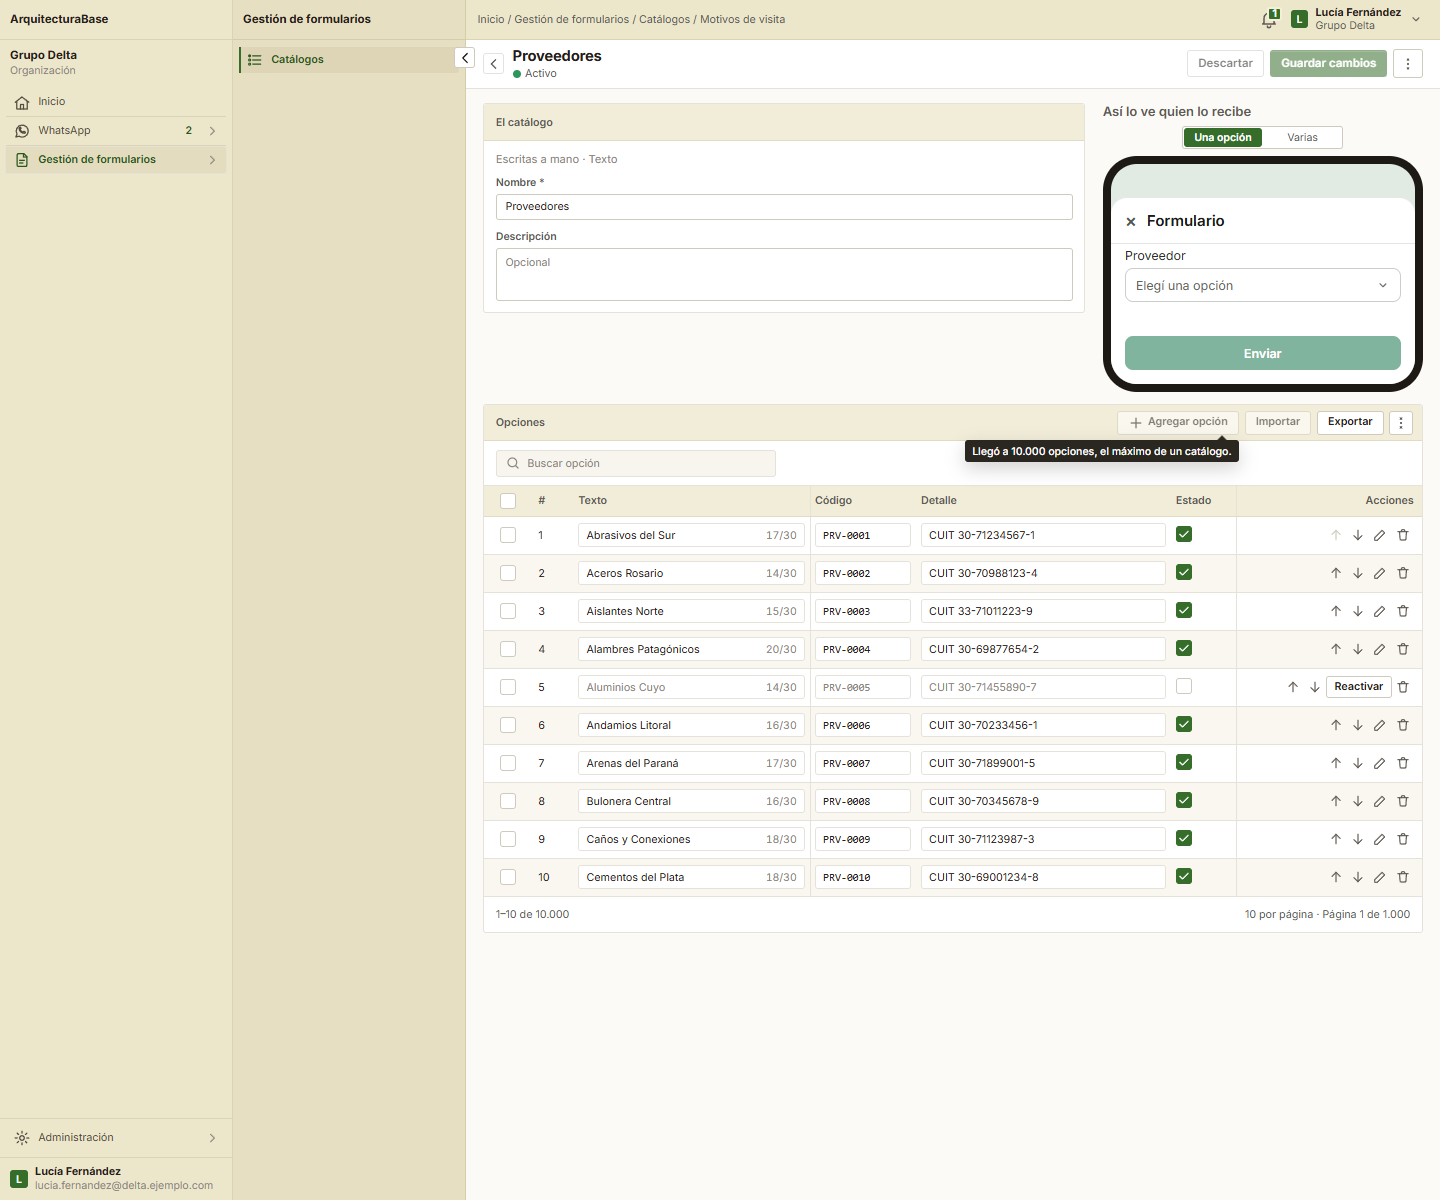 ArquitecturaBase
Grupo Delta
Organización
Inicio
WhatsApp 2
Gestión de formularios
Administración
L Lucía Fernández
lucia.fernandez@delta.ejemplo.com
Gestión de formularios
Catálogos
Inicio / Gestión de formularios / Catálogos / Motivos de visita
1
L Lucía Fernández
Grupo Delta
Proveedores
Activo
Descartar Guardar cambios
El catálogo
Escritas a mano · Texto
Nombre *
Proveedores
Descripción
Opcional
Así lo ve quien lo recibe
Una opción Varias
Formulario
Proveedor
Elegí una opción
Enviar
Opciones
Agregar opción Importar Exportar
Llegó a 10.000 opciones, el máximo de un catálogo.
Buscar opción
# Texto Código Detalle Estado Acciones
1 Abrasivos del Sur 17/30 PRV-0001 CUIT 30-71234567-1
2 Aceros Rosario 14/30 PRV-0002 CUIT 30-70988123-4
3 Aislantes Norte 15/30 PRV-0003 CUIT 33-71011223-9
4 Alambres Patagónicos 20/30 PRV-0004 CUIT 30-69877654-2
5 Aluminios Cuyo 14/30 PRV-0005 CUIT 30-71455890-7 Reactivar
6 Andamios Litoral 16/30 PRV-0006 CUIT 30-70233456-1
7 Arenas del Paraná 17/30 PRV-0007 CUIT 30-71899001-5
8 Bulonera Central 16/30 PRV-0008 CUIT 30-70345678-9
9 Caños y Conexiones 18/30 PRV-0009 CUIT 30-71123987-3
10 Cementos del Plata 18/30 PRV-0010 CUIT 30-69001234-8
1–10 de 10.000
10 por página · Página 1 de 1.000